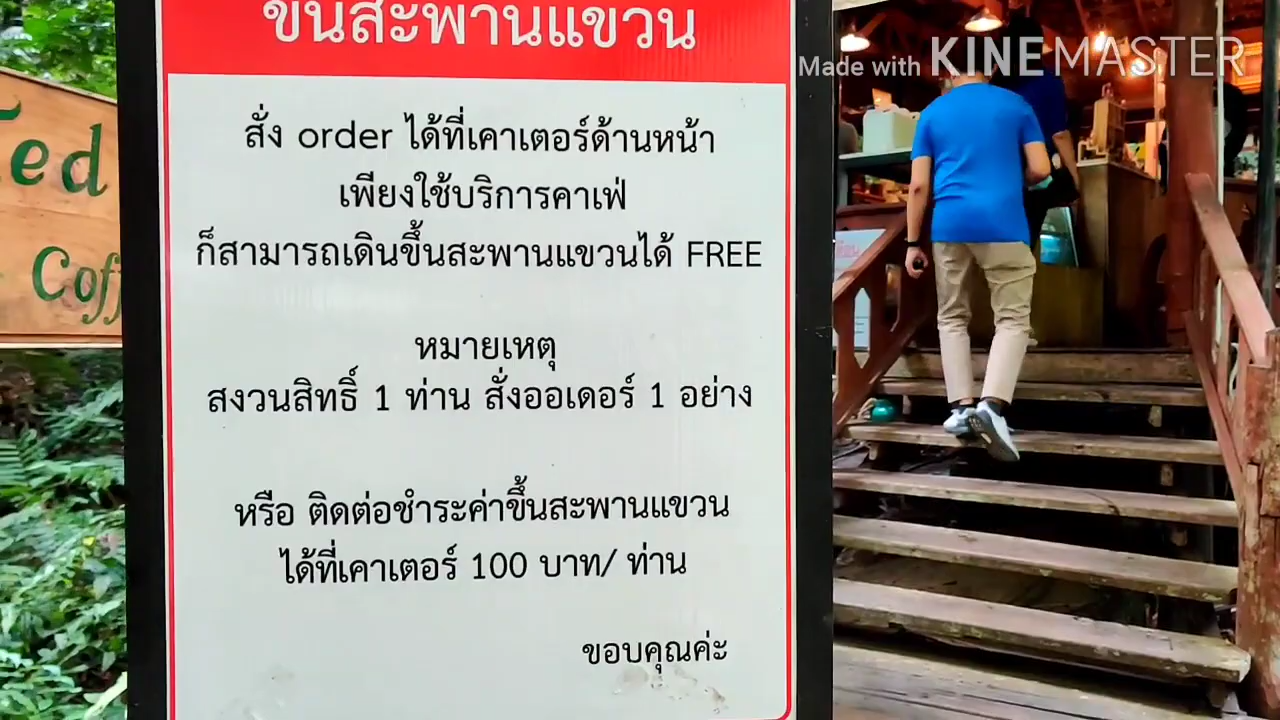 ขึ้นสะพานแขวน
สั่ง order ได้ที่เคาเตอร์ด้านหน้า
เพียงใช้บริการคาเฟ่
ก็สามารถเดินขึ้นสะพานแขวนได้ FREE
หมายเหตุ
สงวนสิทธิ์ 1 ท่าน สั่งออเดอร์ 1 อย่าง
หรือ ติดต่อชำระค่าขึ้นสะพานแขวน
ได้ที่เคาเตอร์ 100 บาท/ ท่าน
ขอบคุณค่ะ
Made with KINEMASTER